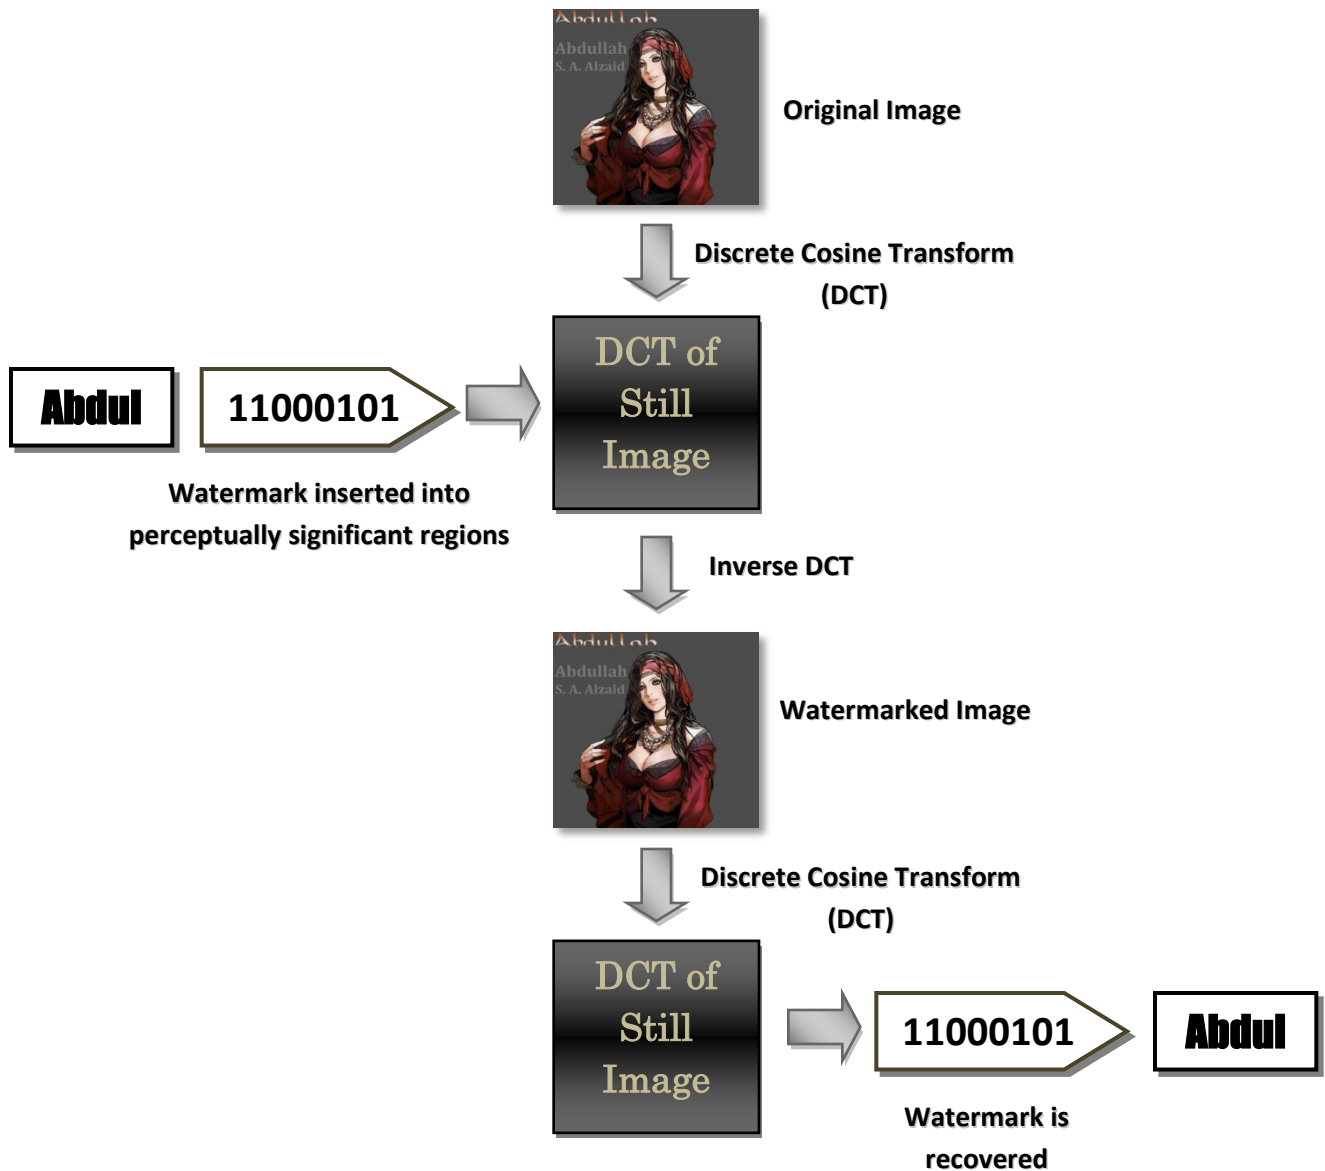 Abdullah
Abdullah
S. A. Alzaid
Original Image
Discrete Cosine Transform
(DCT)
DCT of
Still
Image
Abdul
11000101
Watermark inserted into
perceptually significant regions
Inverse DCT
Abdullah
Abdullah
S. A. Alzaid
Watermarked Image
Discrete Cosine Transform
(DCT)
DCT of
Still
Image
11000101
Abdul
Watermark is
recovered